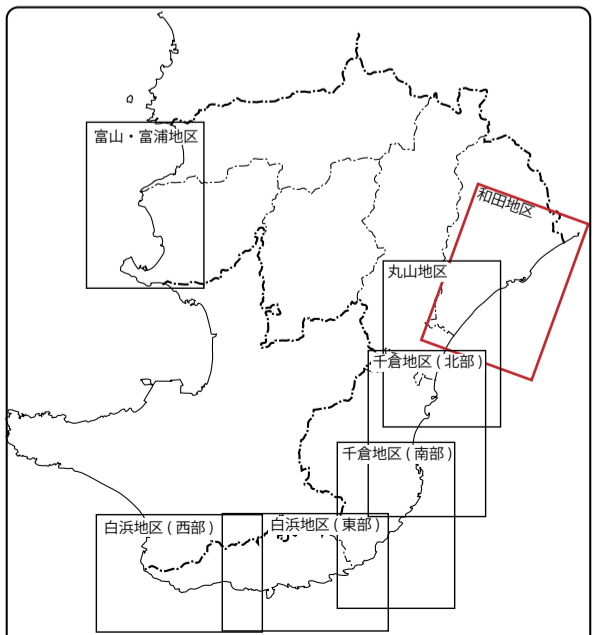 富山・富浦地区
和田地区
丸山地区
千倉地区(北部)
千倉地区(南部)
白浜地区(西部)
白浜地区(東部)